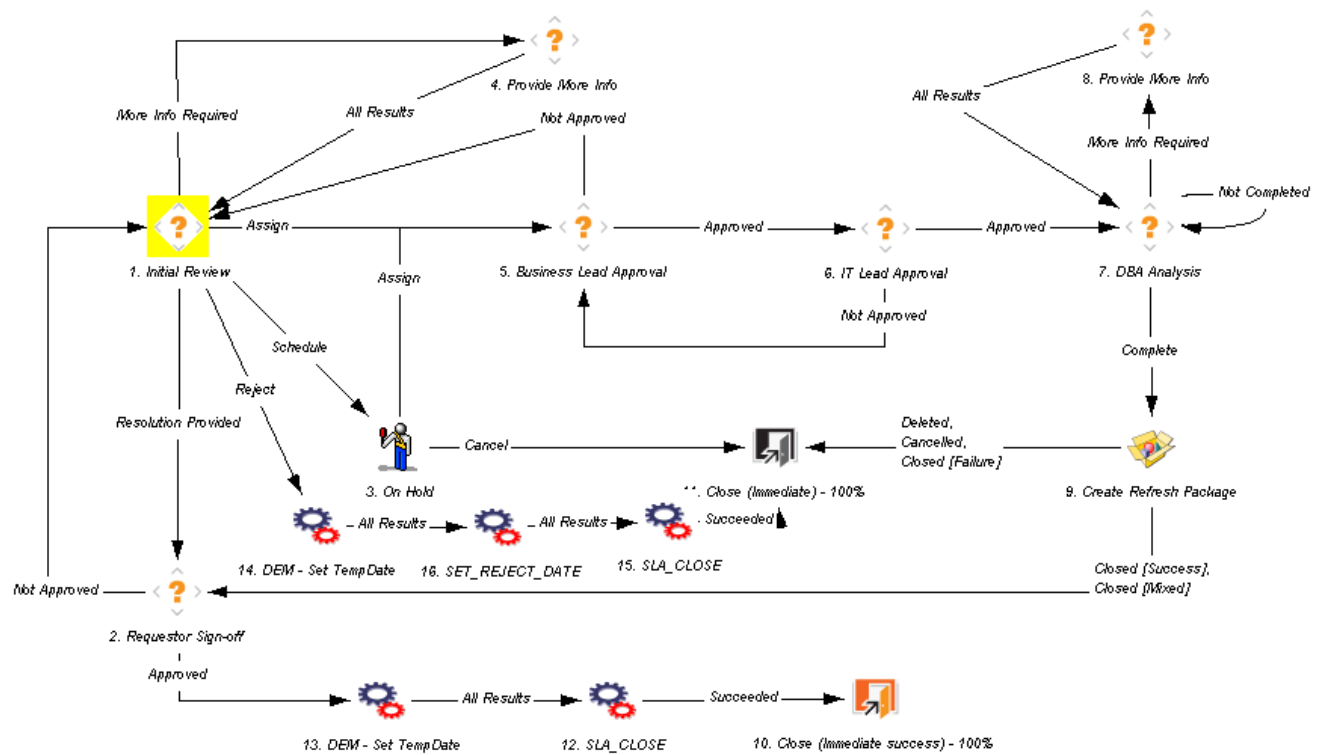 4. Provide More Info
8. Provide More Info
More Info Required
All Results
Not Approved
All Results
More Info Required
Not Completed
Assign
Approved
Approved
1. Initial Review
Assign
5. Business Lead Approval
6. IT Lead Approval
7. DBA Analysis
Not Approved
Schedule
Complete
Reject
Resolution Provided
Deleted,
Cancelled,
Closed [Failure]
Cancel
3. On Hold
11. Close (Immediate) - 100%
9. Create Refresh Package
All Results
All Results
Succeeded
14. DEM - Set TempDate
16. SET_REJECT_DATE
15. SLA_CLOSE
Closed [Success],
Closed [Mixed]
Not Approved
2. Requestor Sign-off
Approved
All Results
Succeeded
13. DEM - Set TempDate
12. SLA_CLOSE
10. Close (Immediate success) - 100%